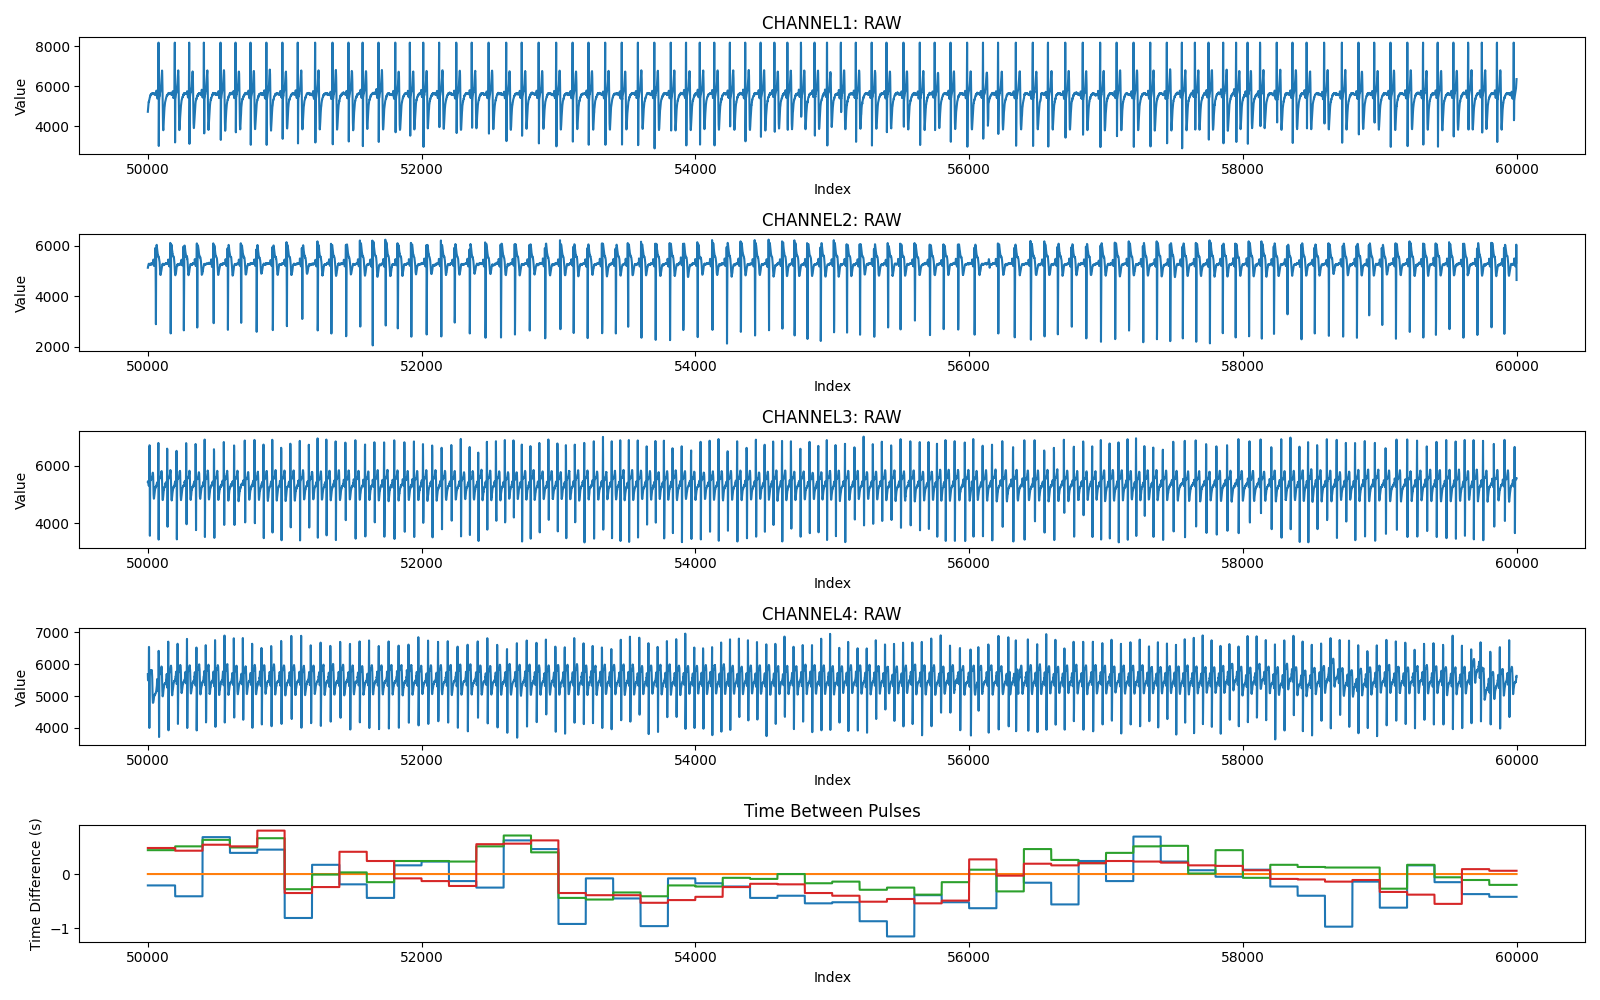 CHANNEL1: RAW
Value
8000
6000
4000
50000 52000 54000 56000 58000 60000
Index
CHANNEL2: RAW
Value
6000
4000
2000
50000 52000 54000 56000 58000 60000
Index
CHANNEL3: RAW
Value
6000
4000
50000 52000 54000 56000 58000 60000
Index
CHANNEL4: RAW
Value
7000
6000
5000
4000
50000 52000 54000 56000 58000 60000
Index
Time Between Pulses
Time Difference (s)
0
−1
50000 52000 54000 56000 58000 60000
Index